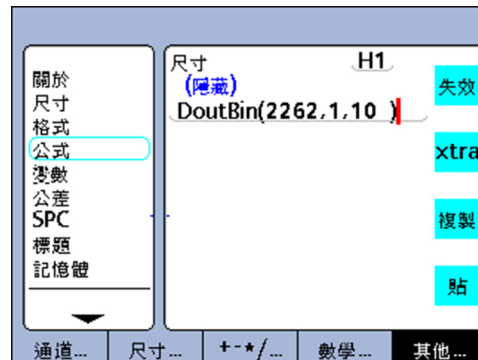 關於
尺寸
格式
公式
變數
公差
SPC
標題
記憶體
尺寸 H1
(隱藏)
DoutBin(2262,1,10 )
失效
xtra
複製
貼
通道... 尺寸... +-*/... 數學... 其他...